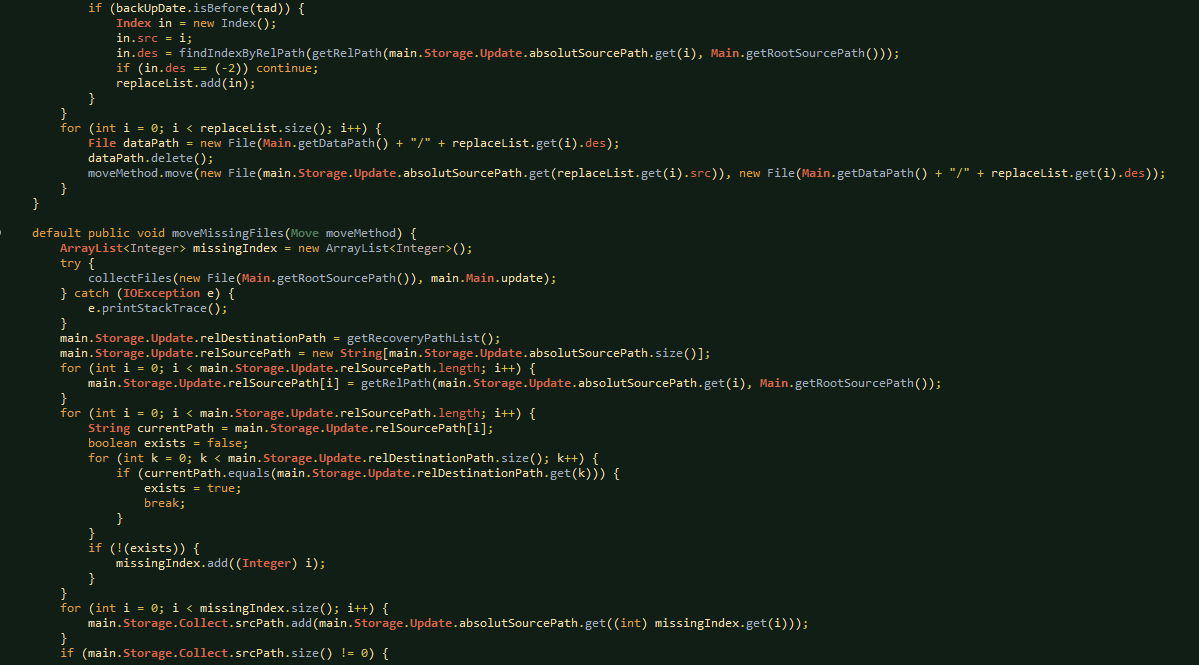 if (backUpDate.isBefore(tad)) {
Index in = new Index();
in.src = i;
in.des = findIndexByRelPath(getRelPath(main.Storage.Update.absolutSourcePath.get(i), Main.getRootSourcePath()));
if (in.des == (-2)) continue;
replaceList.add(in);
}
}
for (int i = 0; i < replaceList.size(); i++) {
File dataPath = new File(Main.getDataPath() + "/" + replaceList.get(i).des);
dataPath.delete();
moveMethod.move(new File(main.Storage.Update.absolutSourcePath.get(replaceList.get(i).src)), new File(Main.getDataPath() + "/" + replaceList.get(i).des));
}
}
default public void moveMissingFiles(Move moveMethod) {
ArrayList<Integer> missingIndex = new ArrayList<Integer>();
try {
collectFiles(new File(Main.getRootSourcePath()), main.Main.update);
} catch (IOException e) {
e.printStackTrace();
}
main.Storage.Update.relDestinationPath = getRecoveryPathList();
main.Storage.Update.relSourcePath = new String[main.Storage.Update.absolutSourcePath.size()];
for (int i = 0; i < main.Storage.Update.relSourcePath.length; i++) {
main.Storage.Update.relSourcePath[i] = getRelPath(main.Storage.Update.absolutSourcePath.get(i), Main.getRootSourcePath());
}
for (int i = 0; i < main.Storage.Update.relSourcePath.length; i++) {
String currentPath = main.Storage.Update.relSourcePath[i];
boolean exists = false;
for (int k = 0; k < main.Storage.Update.relDestinationPath.size(); k++) {
if (currentPath.equals(main.Storage.Update.relDestinationPath.get(k))) {
exists = true;
break;
}
}
if (!(exists)) {
missingIndex.add((Integer) i);
}
}
for (int i = 0; i < missingIndex.size(); i++) {
main.Storage.Collect.srcPath.add(main.Storage.Update.absolutSourcePath.get((int) missingIndex.get(i)));
}
if (main.Storage.Collect.srcPath.size() != 0) {